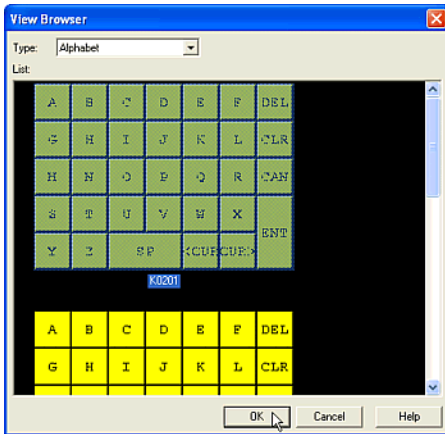 View Browser
Type: Alphabet
List:
A B C D E F DEL
G H I J K L CLR
M N O P Q R CAN
S T U V W X
ENT
Y Z SP <CUR CUR>
K0201
A B C D E F DEL
G H I J K L CLR
OK Cancel Help